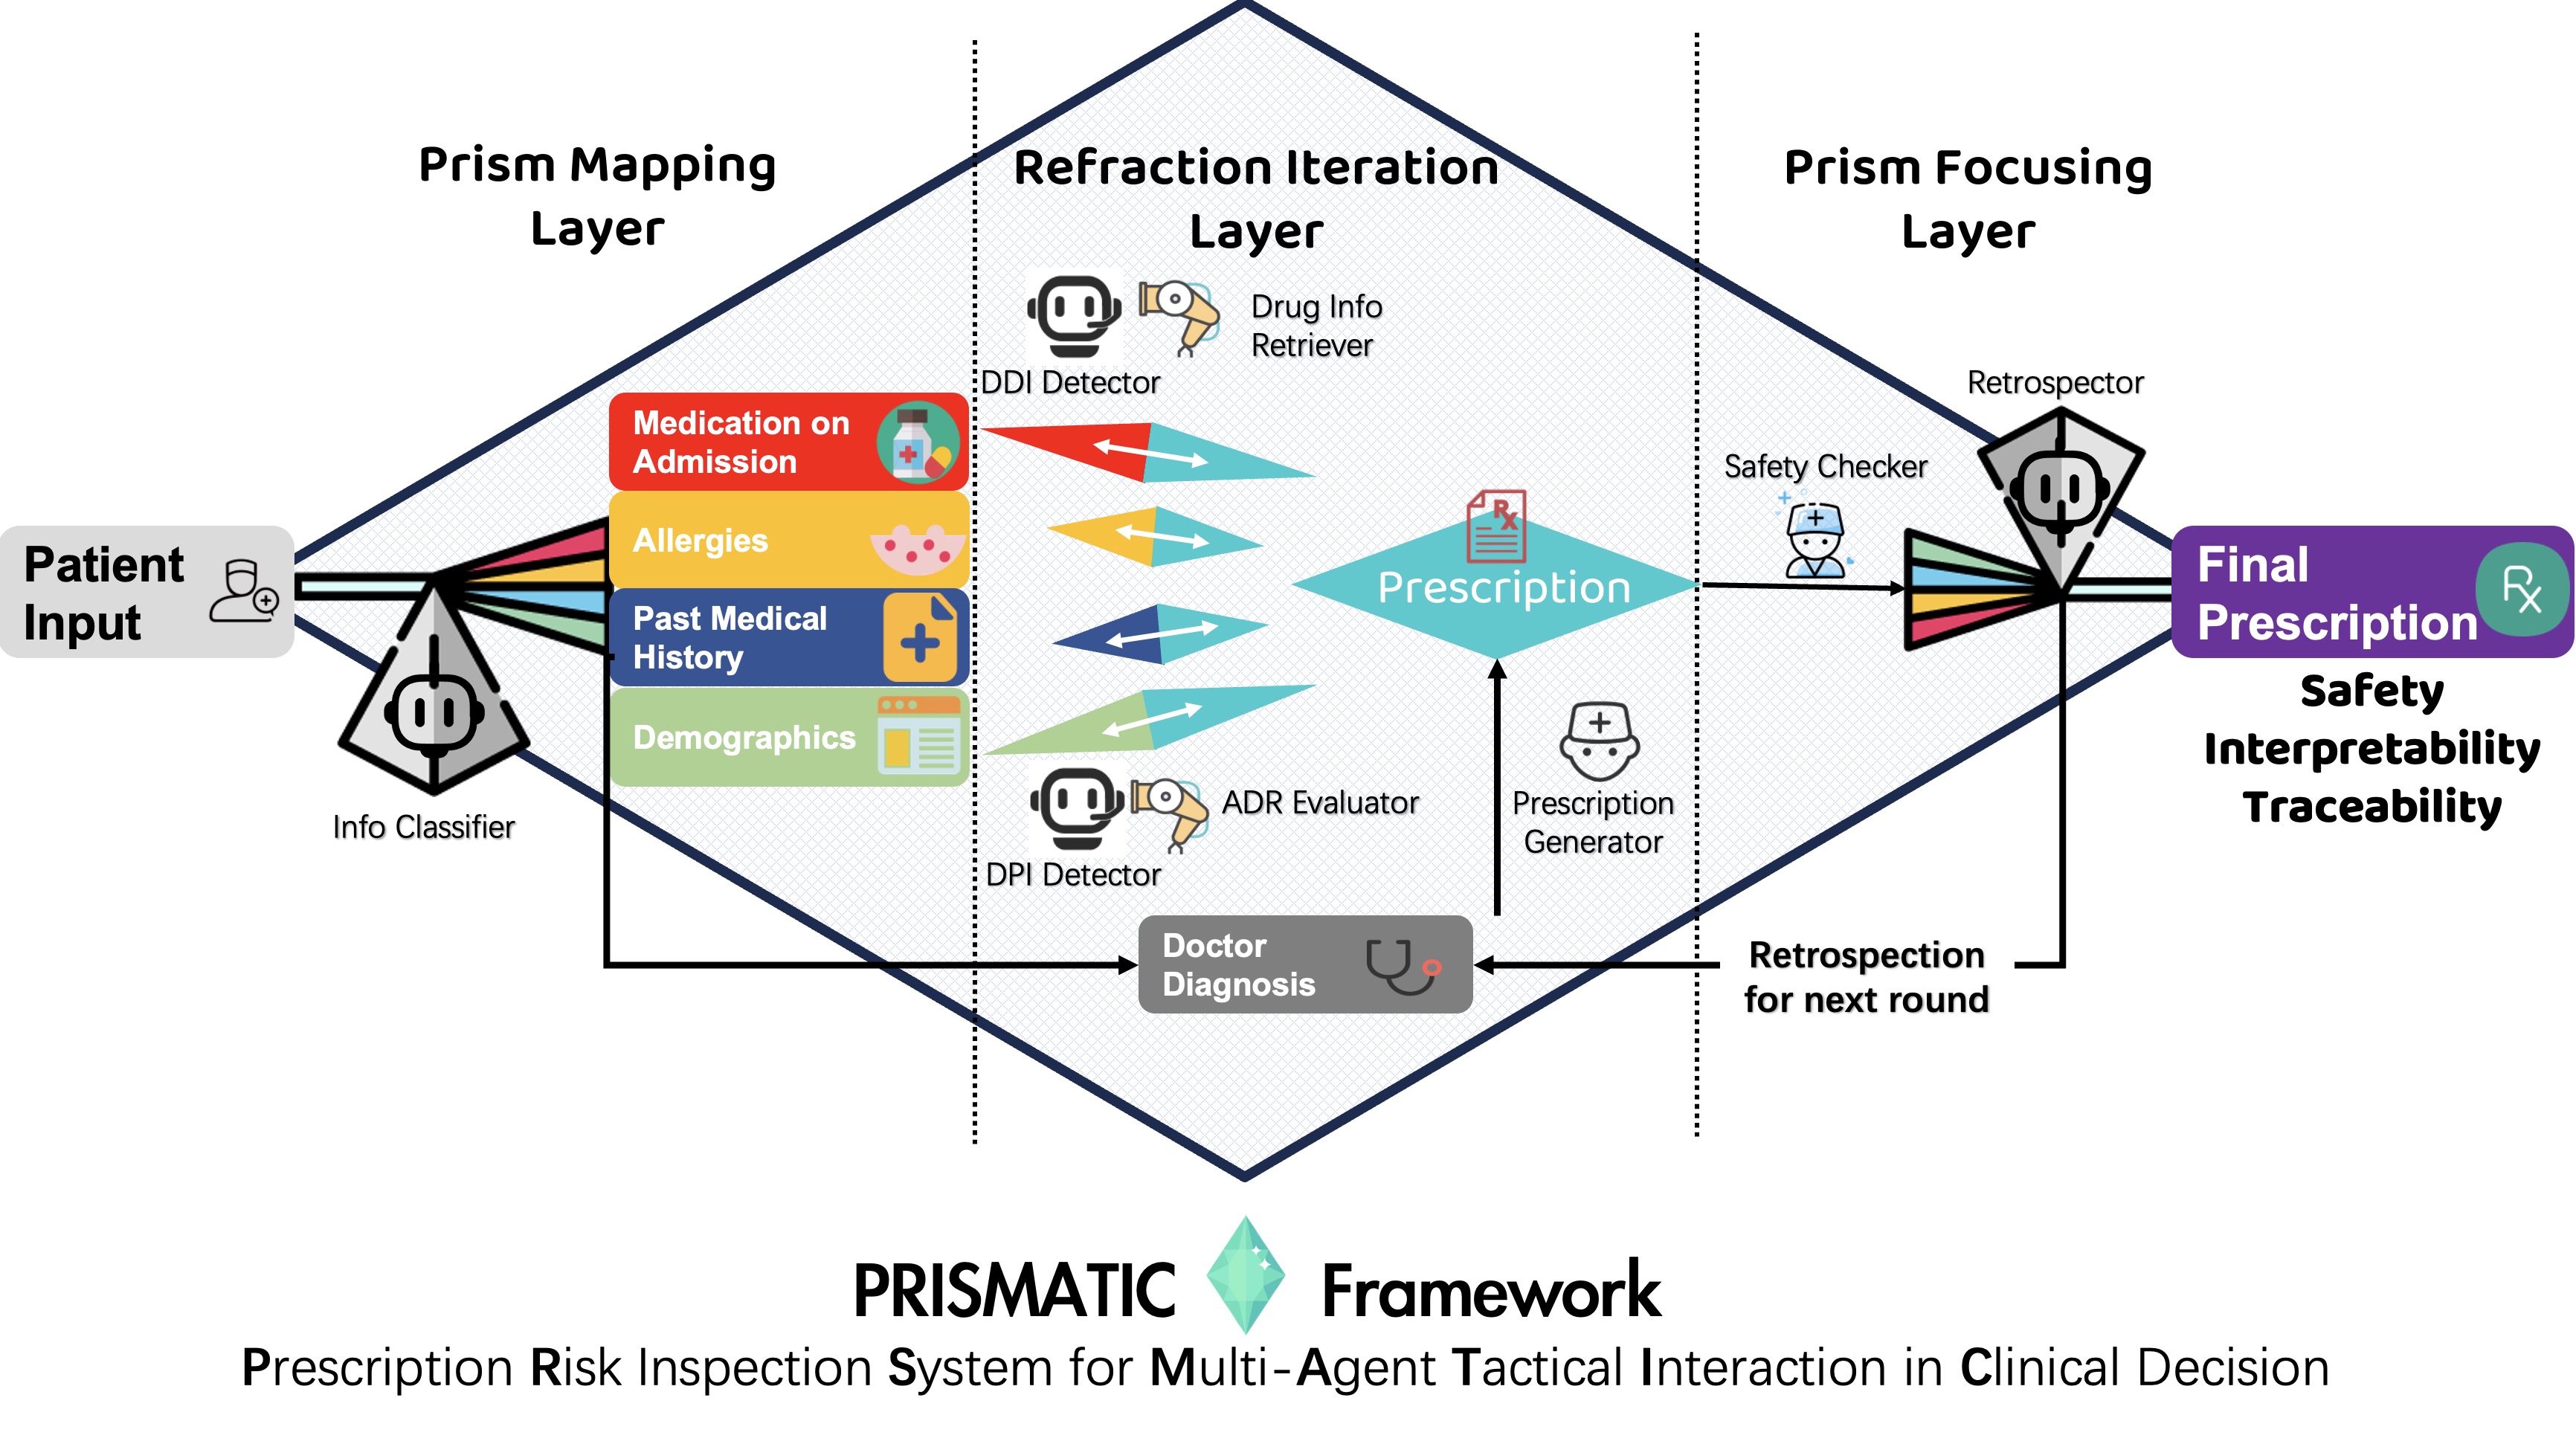 Prism Mapping
Layer
Refraction Iteration
Layer
Prism Focusing
Layer
Drug Info
Retriever
DDI Detector
Retrospector
Medication on
Admission
Allergies
Past Medical
History
Demographics
Patient
Input
Info Classifier
Rx
Prescription
Safety Checker
Final
Prescription
Rx
Safety
Interpretability
Traceability
ADR Evaluator
DPI Detector
Prescription
Generator
Doctor
Diagnosis
Retrospection
for next round
PRISMATIC Framework
Prescription Risk Inspection System for Multi-Agent Tactical Interaction in Clinical Decision